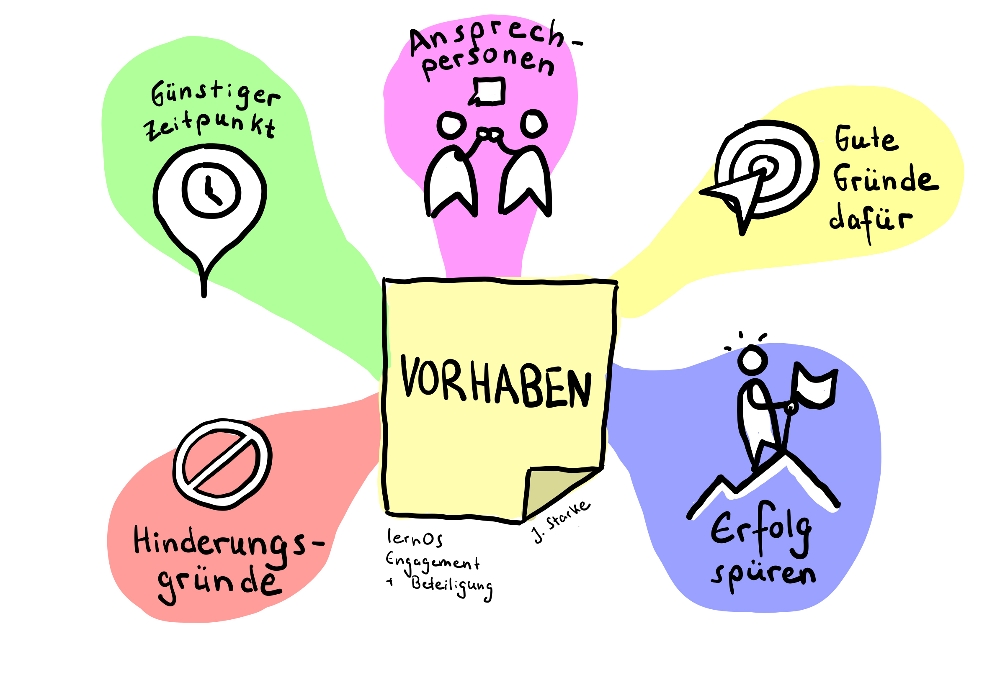 Ansprech-
personen
Günstiger
Zeitpunkt
Gute
Gründe
dafür
VORHABEN
Erfolg
spüren
Hinderungs-
gründe
lernos
Engagement
+ Beteiligung
J. Starke